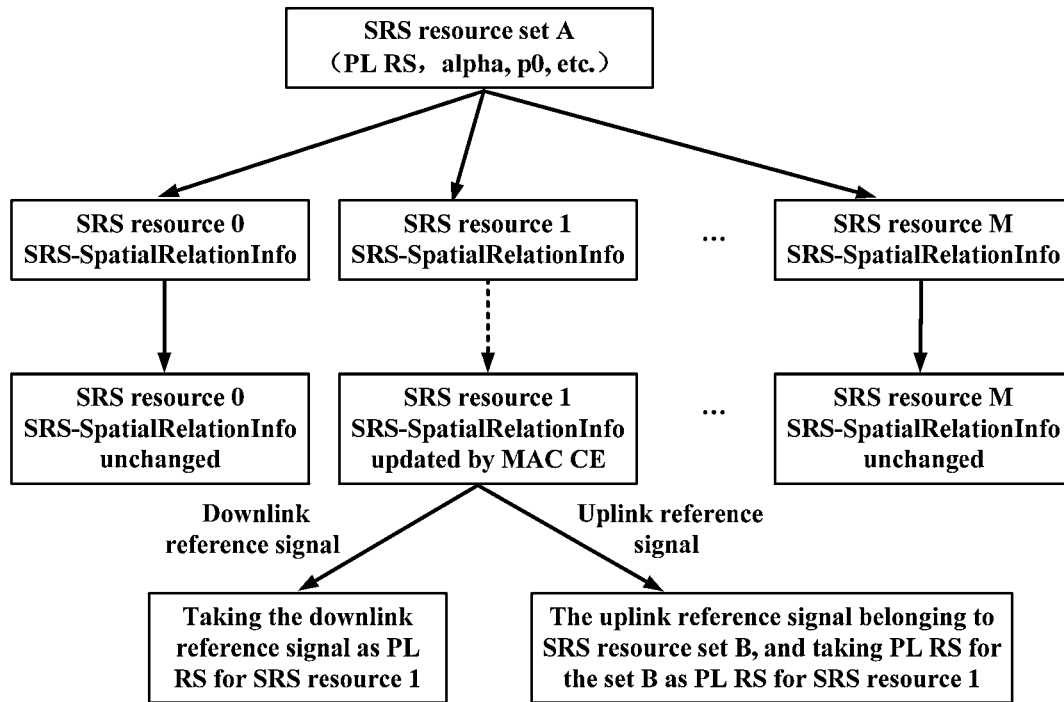 SRS resource set A
（PL RS，alpha, p0, etc.）
SRS resource 0
SRS-SpatialRelationInfo
SRS resource 1
SRS-SpatialRelationInfo
...
SRS resource M
SRS-SpatialRelationInfo
SRS resource 0
SRS-SpatialRelationInfo
unchanged
SRS resource 1
SRS-SpatialRelationInfo
updated by MAC CE
...
SRS resource M
SRS-SpatialRelationInfo
unchanged
Downlink
reference signal
Uplink reference
signal
Taking the downlink
reference signal as PL
RS for SRS resource 1
The uplink reference signal belonging to
SRS resource set B, and taking PL RS for
the set B as PL RS for SRS resource 1